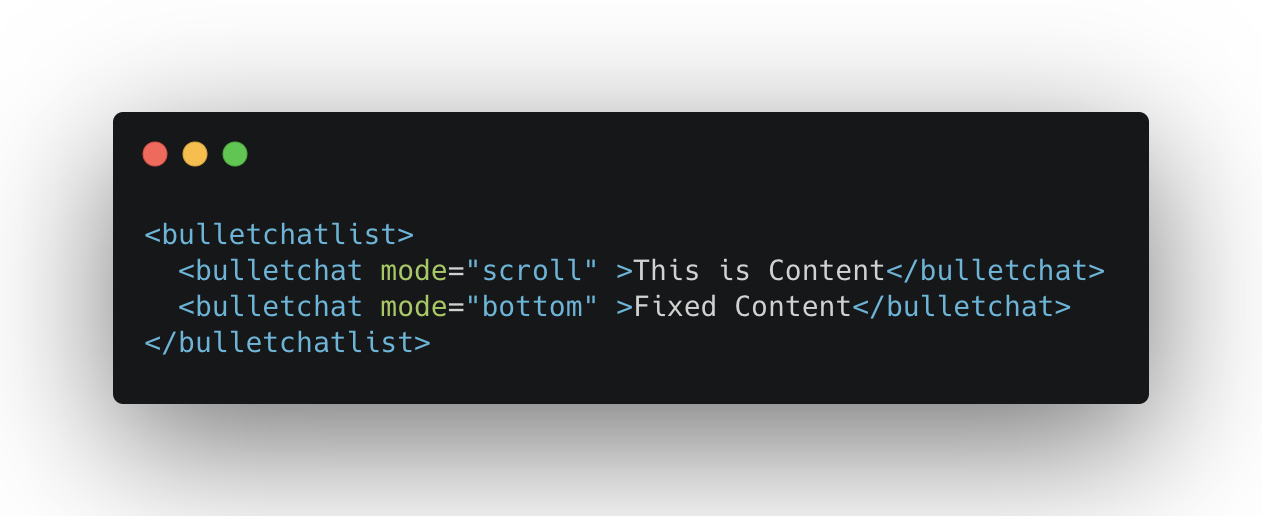 <bulletchatlist>
  <bulletchat mode="scroll" >This is Content</bulletchat>
  <bulletchat mode="bottom" >Fixed Content</bulletchat>
</bulletchatlist>